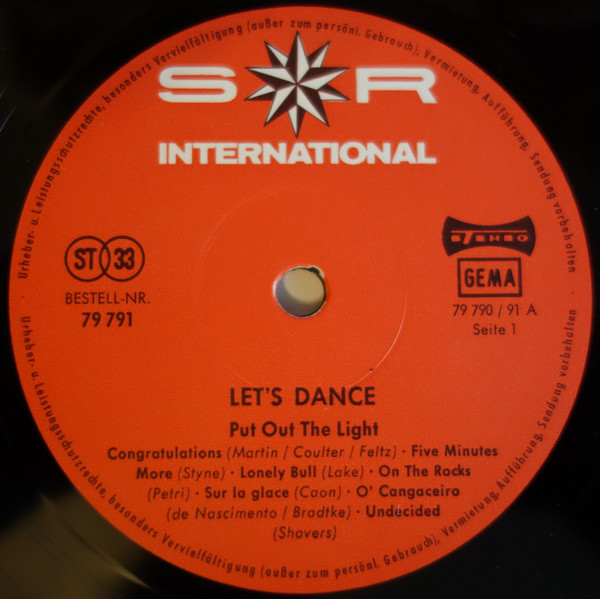 Urheber- u. Leistungsschutzrechte, besonders Vervielfältigung (außer zum persönl. Gebrauch), Vermietung, Aufführung, Sendung vorbehalten
S R
INTERNATIONAL
ST 33
BESTELL-NR.
79 791
STEREO
GEMA
79 790 / 91 A
Seite 1
LET'S DANCE
Put Out The Light
Congratulations (Martin / Coulter / Feltz) · Five Minutes
More (Styne) · Lonely Bull (Lake) · On The Rocks
(Petri) · Sur la glace (Caon) · O' Cangaceiro
(de Nascimento / Bradtke) · Undecided
(Shavers)
Urheber- u. Leistungsschutzrechte, besonders Vervielfältigung (außer zum persönl. Gebrauch), Vermietung, Aufführung, Sendung vorbehalten